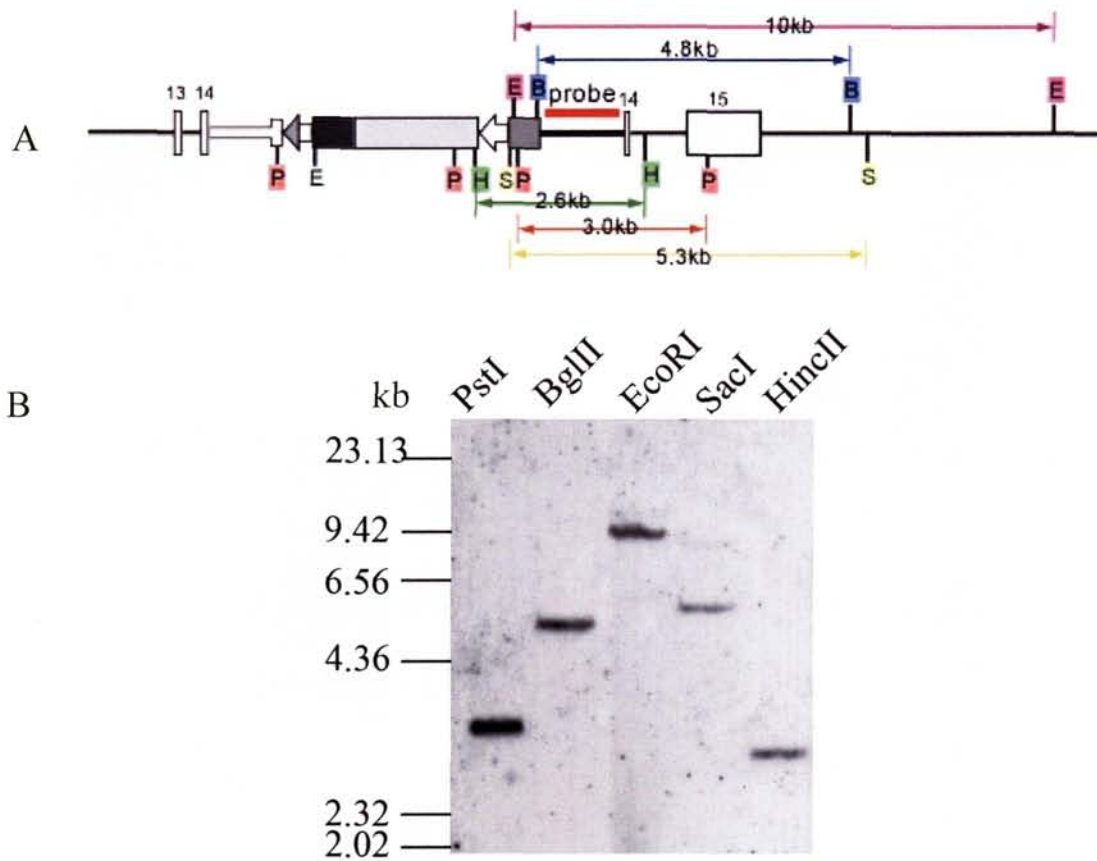 10kb
4.8kb
E B probe B E
13 14 14 15
A
P E P H S P H P S
2.6kb
3.0kb
5.3kb
B
kb PstI BglII EcoRI SacI HincII
23.13
9.42
6.56
4.36
2.32
2.02